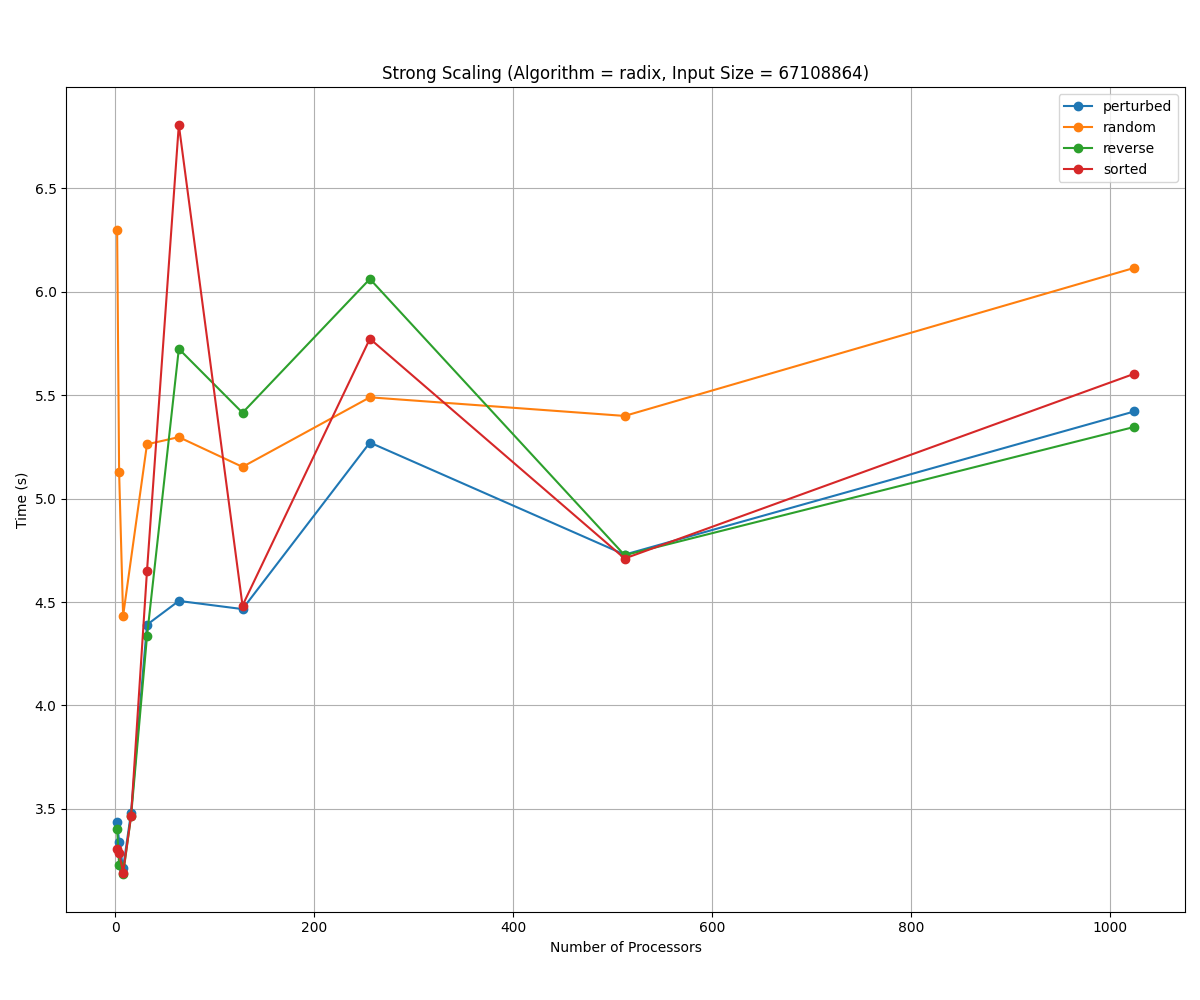 Strong Scaling (Algorithm = radix, Input Size = 67108864)
perturbed
random
reverse
sorted
6.5
6.0
5.5
5.0
4.5
4.0
3.5
Time (s)
0
200
400
600
800
1000
Number of Processors